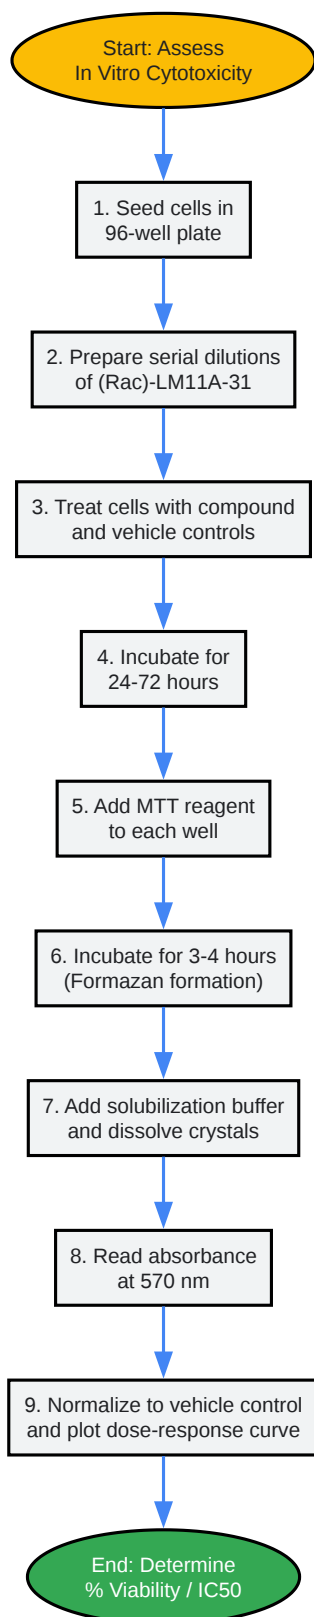 Start: Assess
In Vitro Cytotoxicity
1. Seed cells in
96-well plate
2. Prepare serial dilutions
of (Rac)-LM11A-31
3. Treat cells with compound
and vehicle controls
4. Incubate for
24-72 hours
5. Add MTT reagent
to each well
6. Incubate for 3-4 hours
(Formazan formation)
7. Add solubilization buffer
and dissolve crystals
8. Read absorbance
at 570 nm
9. Normalize to vehicle control
and plot dose-response curve
End: Determine
% Viability / IC50